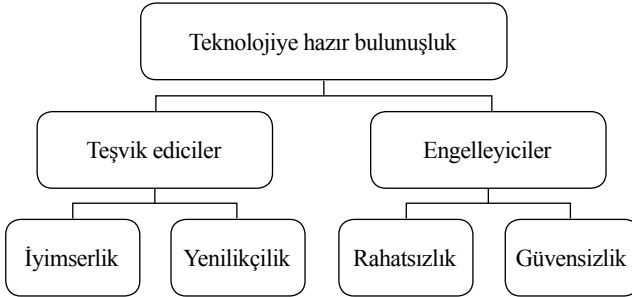 Teknolojiye hazır bulunuşluk
Teşvik ediciler
Engelleyiciler
İyimserlik
Yenilikçilik
Rahatsızlık
Güvensizlik